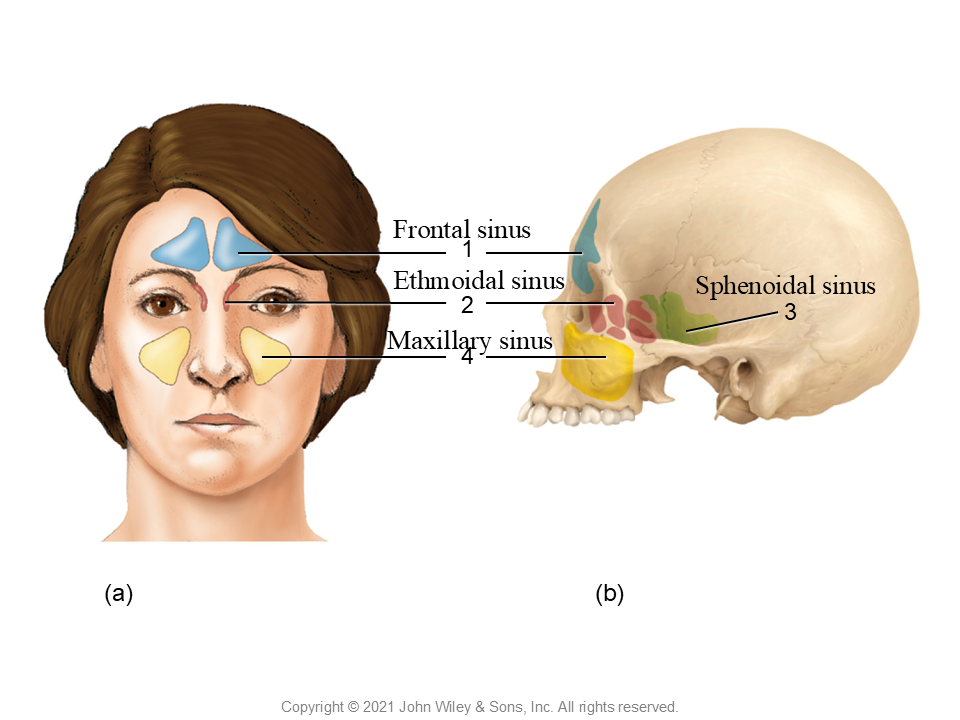 Frontal sinus
1
Ethmoidal sinus
2
Sphenoidal sinus
3
Maxillary sinus
4
(a)
(b)
Copyright © 2021 John Wiley & Sons, Inc. All rights reserved.